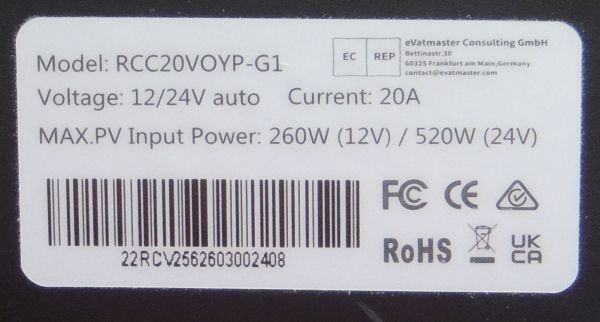 Model: RCC20VOYP-G1
EC REP
eVatmaster Consulting GmbH
Bettinastr.30
60325 Frankfurt am Main,Germany
contact@evatmaster.com
Voltage: 12/24V auto Current: 20A
MAX.PV Input Power: 260W (12V) / 520W (24V)
22RCV2562603002408
FC CE
RoHS UK
CA